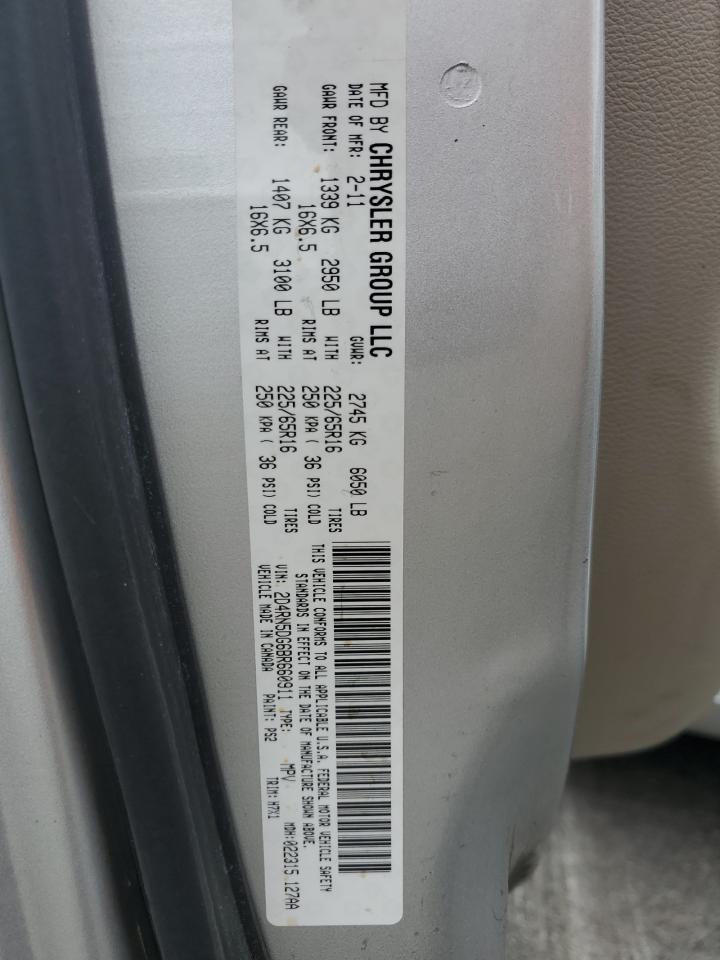 MFD BY CHRYSLER GROUP LLC
DATE OF MFR: 2-11 GVWR: 2745 KG 6050 LB
GAWR FRONT: 1339 KG 2950 LB WITH 225/65R16 TIRES
16X6.5 RIMS AT 250 KPA ( 36 PSI) COLD
GAWR REAR: 1407 KG 3100 LB WITH 225/65R16 TIRES
16X6.5 RIMS AT 250 KPA ( 36 PSI) COLD
THIS VEHICLE CONFORMS TO ALL APPLICABLE U.S.A. FEDERAL MOTOR VEHICLE SAFETY
STANDARDS IN EFFECT ON THE DATE OF MANUFACTURE SHOWN ABOVE.
VIN: 2D4RN5DG6BR660911 TYPE: MPV MDH:022315 127AA
VEHICLE MADE IN CANADA PAINT: PS2 TRIM: H7X1